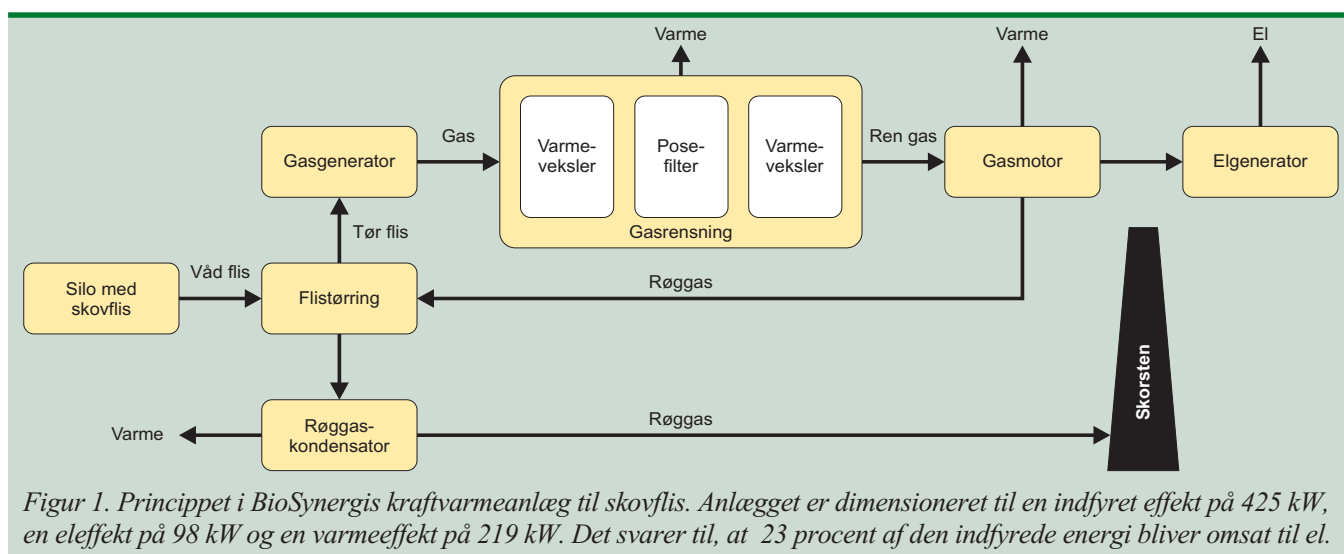 Varme
Varme
El
Gas
Ren gas
Gasgenerator
Varme-
veksler
Pose-
filter
Varme-
veksler
Gasmotor
Elgenerator
Gasrensning
Tør flis
Våd flis
Silo med
skovflis
Flistørring
Røggas
Skorsten
Varme
Røggas-
kondensator
Røggas
Figur 1. Princippet i BioSynergis kraftvarmeanlæg til skovflis. Anlægget er dimensioneret til en indfyret effekt på 425 kW,
en eleffekt på 98 kW og en varmeeffekt på 219 kW. Det svarer til, at 23 procent af den indfyrede energi bliver omsat til el.